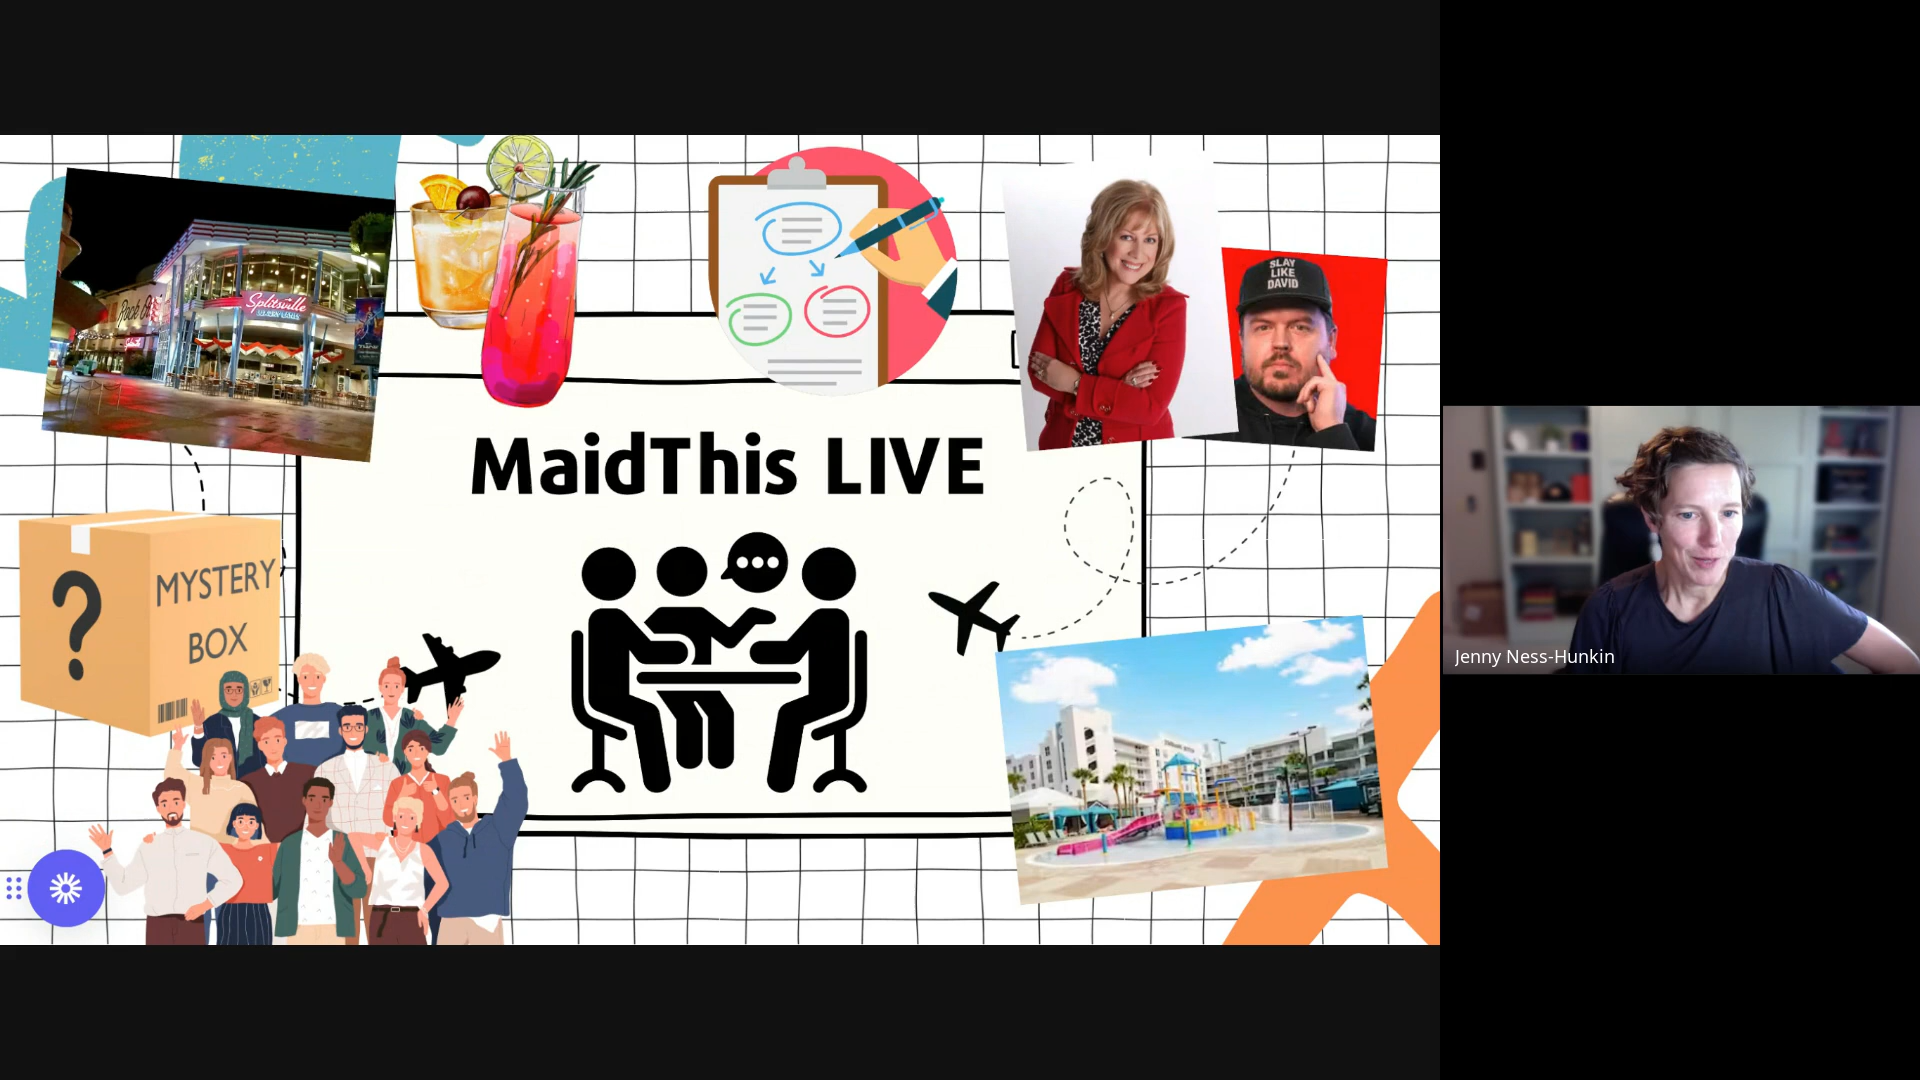 Splitsville
SLAY
LIKE
DAVID
MaidThis LIVE
MYSTERY
BOX
?
Jenny Ness-Hunkin